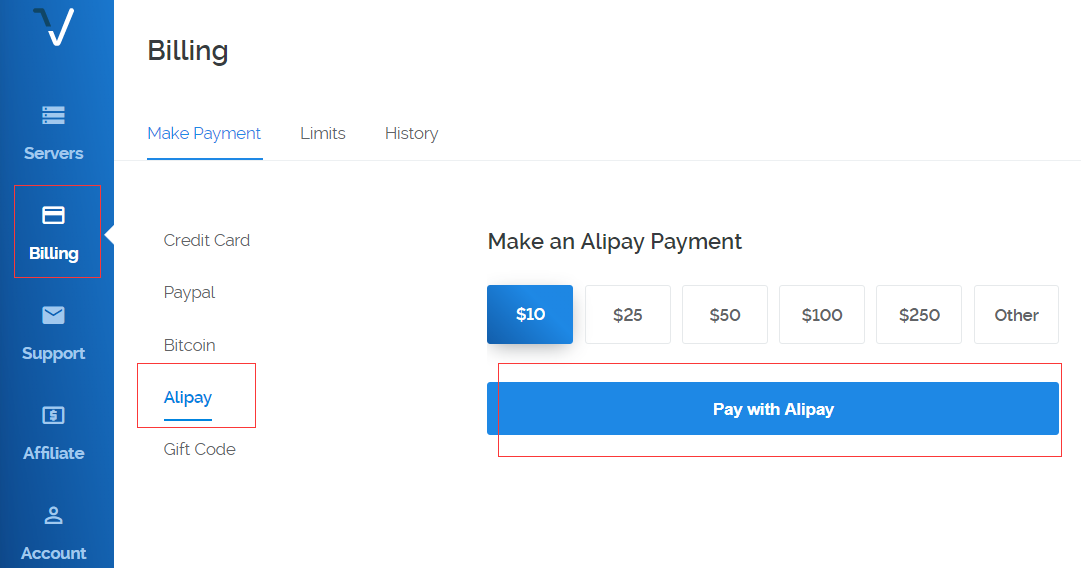 Billing
Make Payment Limits History
Servers
Billing
Support
Affiliate
Account
Credit Card
Paypal
Bitcoin
Alipay
Gift Code
Make an Alipay Payment
$10 $25 $50 $100 $250 Other
Pay with Alipay